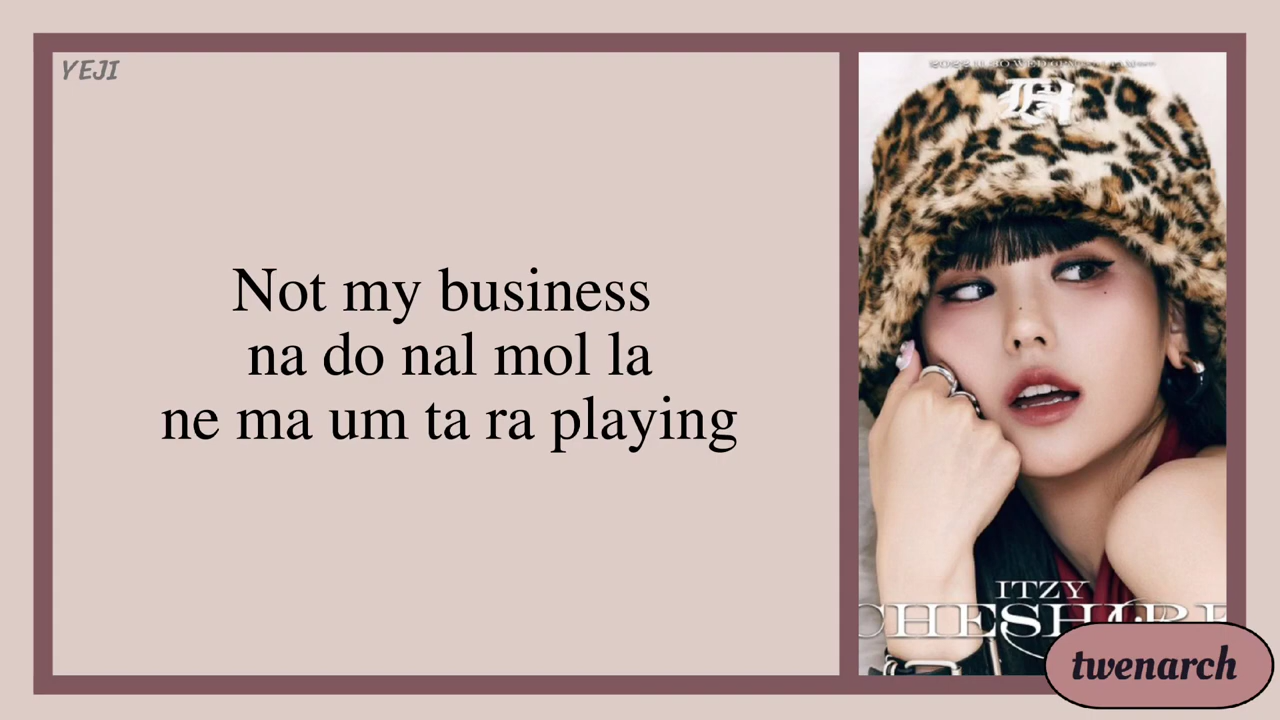 YEJI
Not my business
na do nal mol la
ne ma um ta ra playing
ITZY
CHESHIRE
twenarch